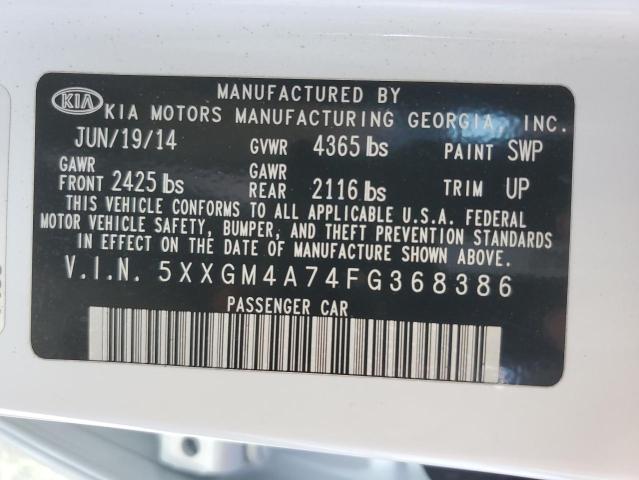 MANUFACTURED BY
KIA KIA MOTORS MANUFACTURING GEORGIA, INC.
JUN/19/14 GVWR 4365 lbs PAINT SWP
GAWR FRONT 2425 lbs GAWR REAR 2116 lbs TRIM UP
THIS VEHICLE CONFORMS TO ALL APPLICABLE U.S.A. FEDERAL
MOTOR VEHICLE SAFETY, BUMPER, AND THEFT PREVENTION STANDARDS
IN EFFECT ON THE DATE OF MANUFACTURE SHOWN ABOVE.
V.I.N. 5XXGM4A74FG368386
PASSENGER CAR